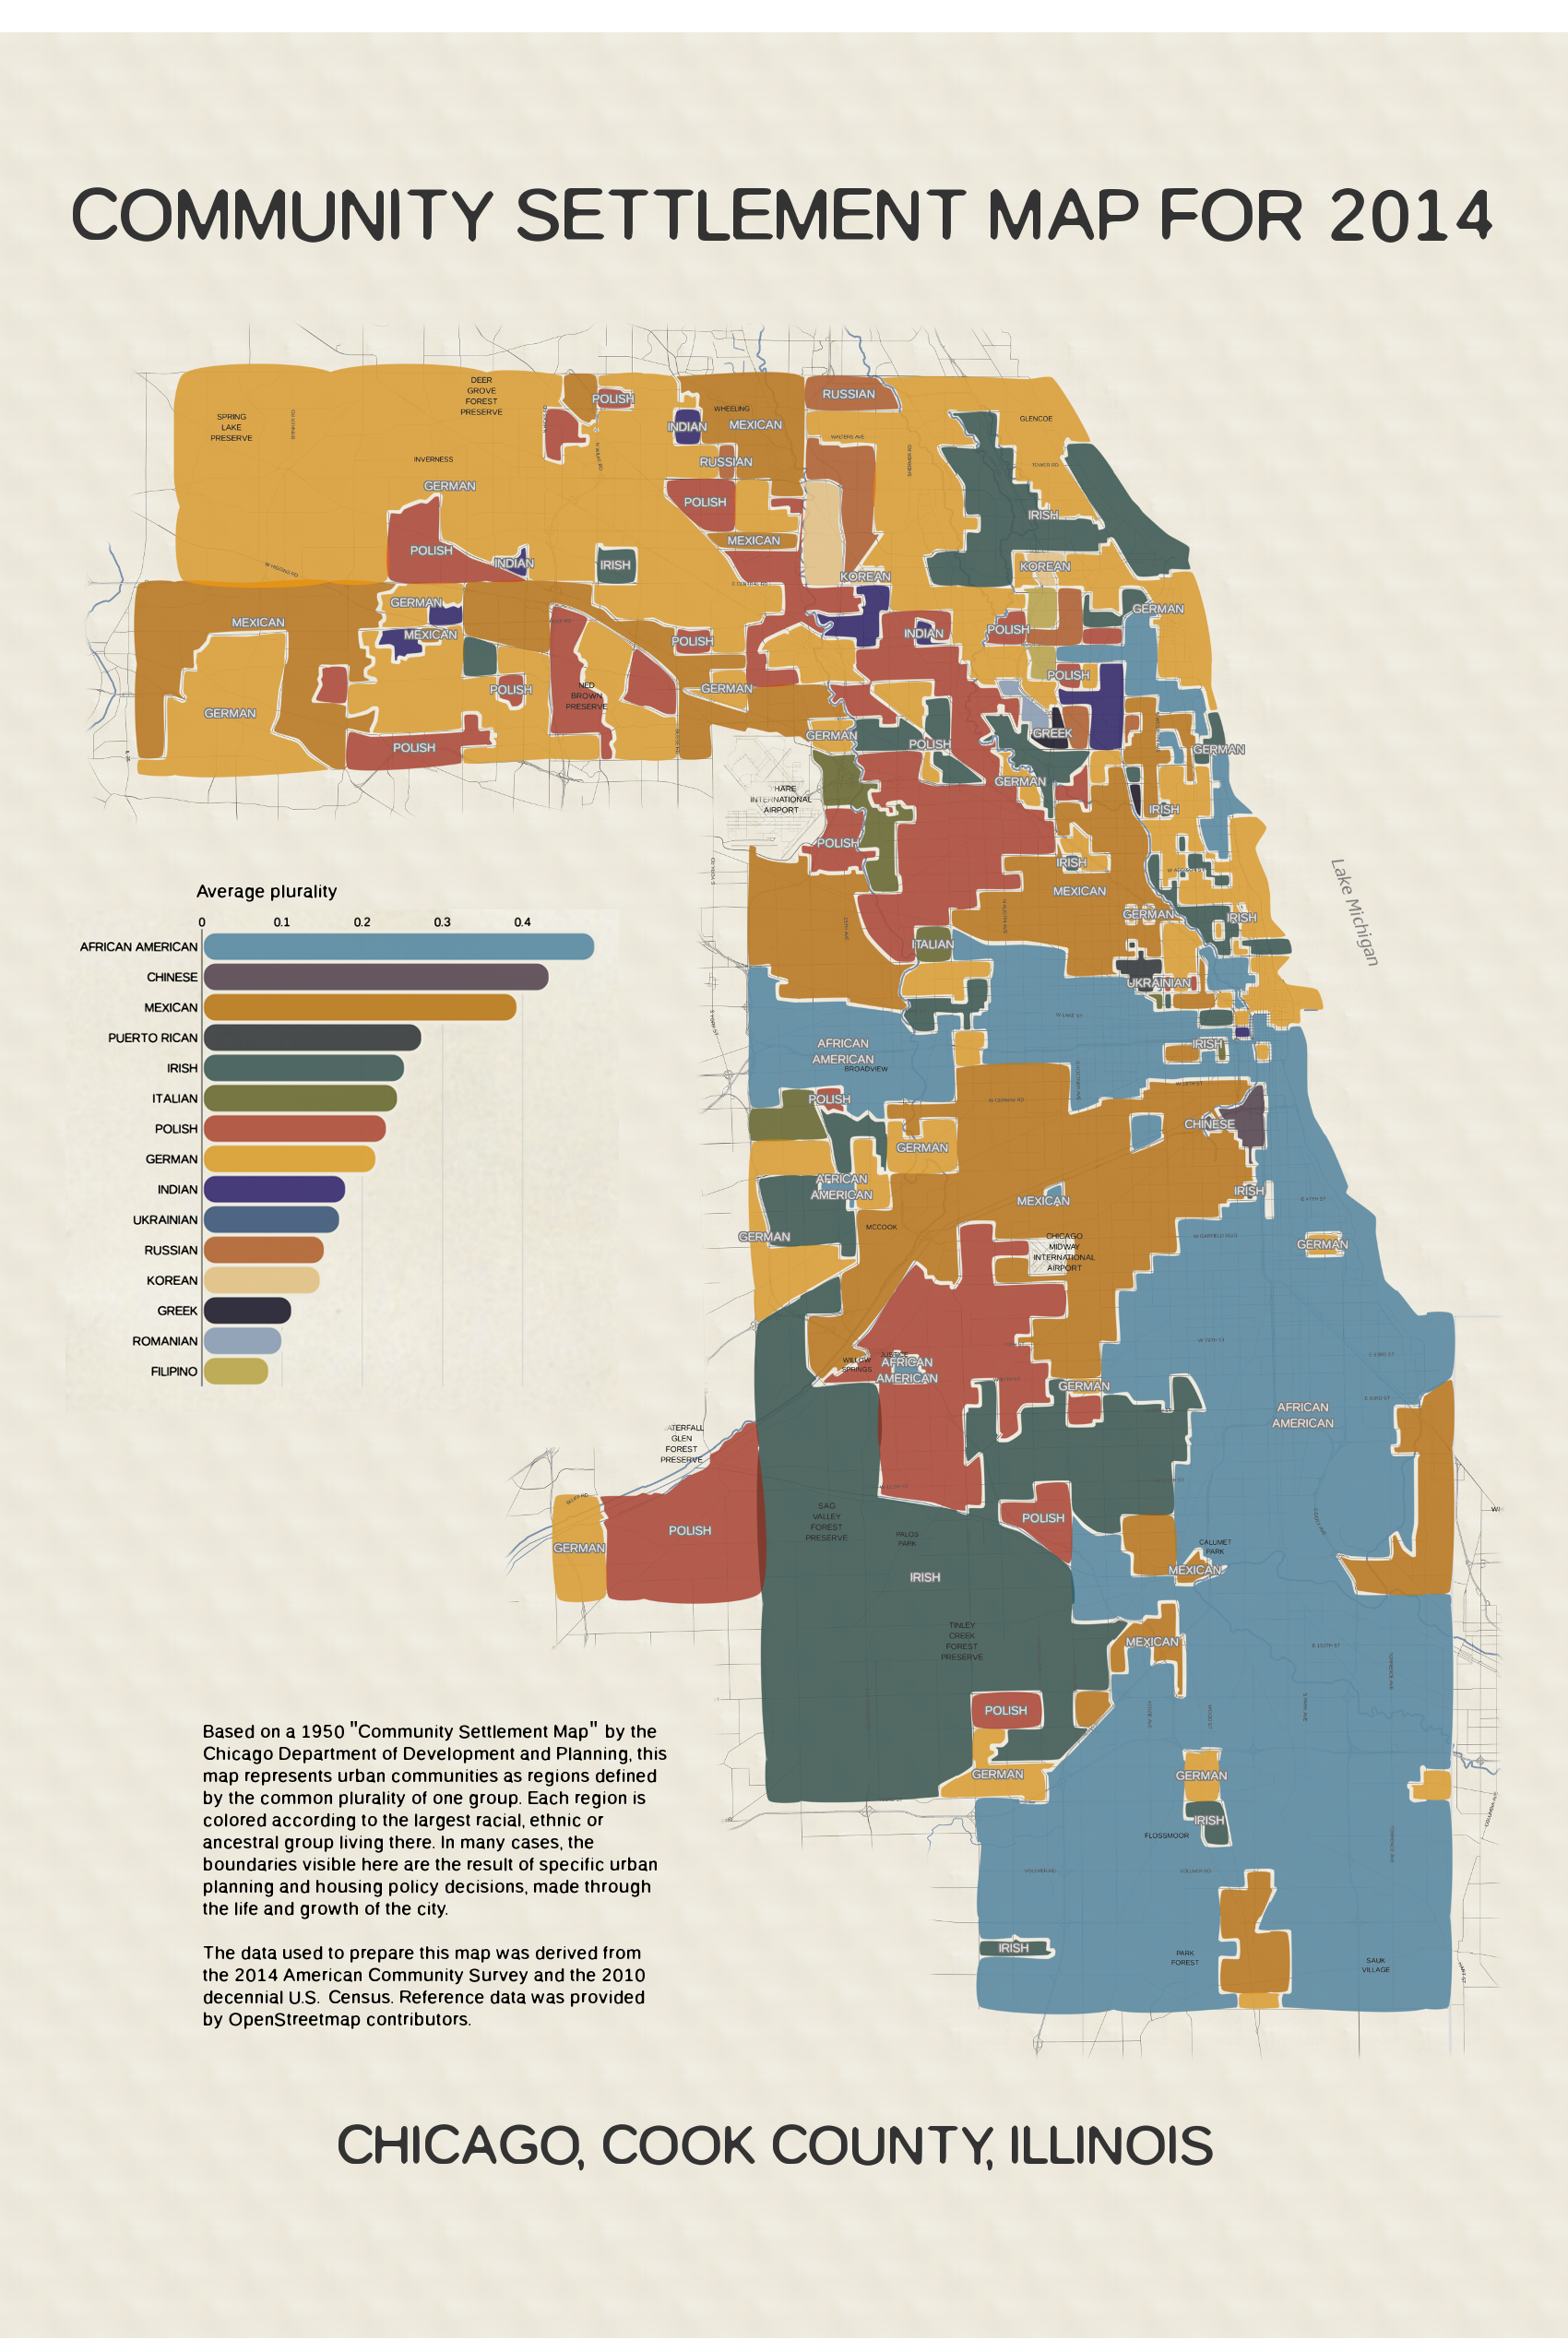 COMMUNITY SETTLEMENT MAP FOR 2014
DEER
GROVE
FOREST
PRESERVE
POLISH
RUSSIAN
SPRING
LAKE
PRESERVE
INDIAN
WHEELING
MEXICAN
GLENCOE
WALTERS AVE
INVERNESS
GERMAN
RUSSIAN
TOWER RD
POLISH
IRISH
POLISH
MEXICAN
INDIAN
IRISH
KOREAN
KOREAN
W HIGGINS RD
GERMAN
GERMAN
MEXICAN
MEXICAN
POLISH
INDIAN
POLISH
POLISH
GERMAN
POLISH
NED
BROWN
PRESERVE
GERMAN
GREEK
GERMAN
POLISH
GERMAN
POLISH
GERMAN
HARE
INTERNATIONAL
AIRPORT
IRISH
POLISH
IRISH
MEXICAN
Lake Michigan
GERMAN
IRISH
ITALIAN
UKRAINIAN
W LAKE ST
IRISH
AFRICAN
AMERICAN
BROADVIEW
POLISH
CHINESE
GERMAN
AFRICAN
AMERICAN
MEXICAN
IRISH
MCCOOK
GERMAN
CHICAGO
MIDWAY
INTERNATIONAL
AIRPORT
GERMAN
Average plurality
0 0.1 0.2 0.3 0.4
AFRICAN AMERICAN
CHINESE
MEXICAN
PUERTO RICAN
IRISH
ITALIAN
POLISH
GERMAN
INDIAN
UKRAINIAN
RUSSIAN
KOREAN
GREEK
ROMANIAN
FILIPINO
JUSTICE
WILLOW
SPRINGS
AFRICAN
AMERICAN
GERMAN
AFRICAN
AMERICAN
ATERFALL
GLEN
FOREST
PRESERVE
SAG
VALLEY
FOREST
PRESERVE
POLISH
POLISH
PALOS
PARK
GERMAN
CALUMET
PARK
MEXICAN
IRISH
TINLEY
CREEK
FOREST
PRESERVE
MEXICAN
POLISH
GERMAN
GERMAN
IRISH
FLOSSMOOR
VOLLMER RD
IRISH
PARK
FOREST
SAUK
VILLAGE
Based on a 1950 "Community Settlement Map" by the
Chicago Department of Development and Planning, this
map represents urban communities as regions defined
by the common plurality of one group. Each region is
colored according to the largest racial, ethnic or
ancestral group living there. In many cases, the
boundaries visible here are the result of specific urban
planning and housing policy decisions, made through
the life and growth of the city.
The data used to prepare this map was derived from
the 2014 American Community Survey and the 2010
decennial U.S. Census. Reference data was provided
by OpenStreetmap contributors.
CHICAGO, COOK COUNTY, ILLINOIS